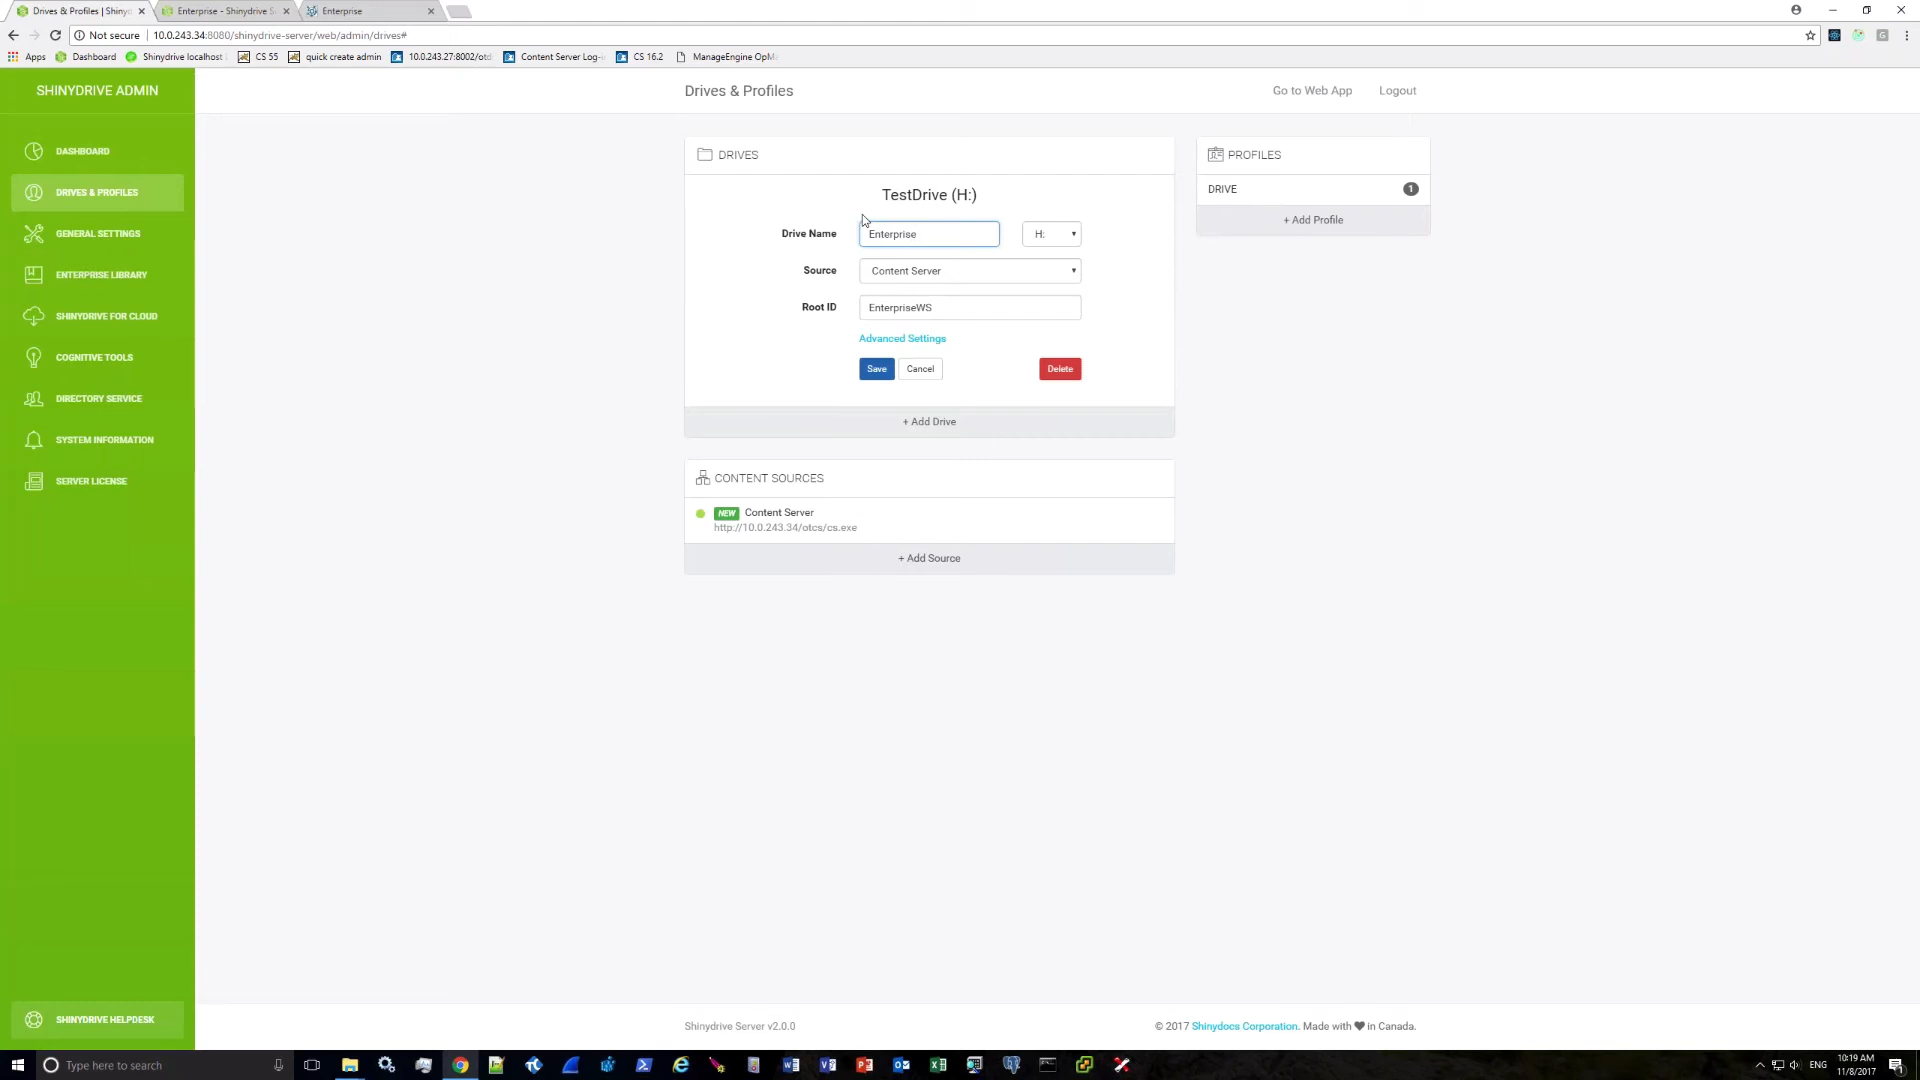 Drives & Profiles | Shinyd
Enterprise - Shinydrive S
Enterprise
Not secure
10.0.243.34:8080/shinydrive-server/web/admin/drives#
Apps
Dashboard
Shinydrive localhost
CS 55
quick create admin
10.0.243.27:8002/otd
Content Server Log-i
CS 16.2
ManageEngine OpM
SHINYDRIVE ADMIN
Drives & Profiles
Go to Web App
Logout
DASHBOARD
DRIVES & PROFILES
GENERAL SETTINGS
ENTERPRISE LIBRARY
SHINYDRIVE FOR CLOUD
COGNITIVE TOOLS
DIRECTORY SERVICE
SYSTEM INFORMATION
SERVER LICENSE
SHINYDRIVE HELPDESK
DRIVES
TestDrive (H:)
Drive Name
Enterprise
H:
Source
Content Server
Root ID
EnterpriseWS
Advanced Settings
Save
Cancel
Delete
+ Add Drive
CONTENT SOURCES
NEW Content Server
http://10.0.243.34/otcs/cs.exe
+ Add Source
PROFILES
DRIVE
1
+ Add Profile
Shinydrive Server v2.0.0
© 2017 Shinydocs Corporation. Made with ❤ in Canada.
Type here to search
ENG
10:19 AM
11/8/2017